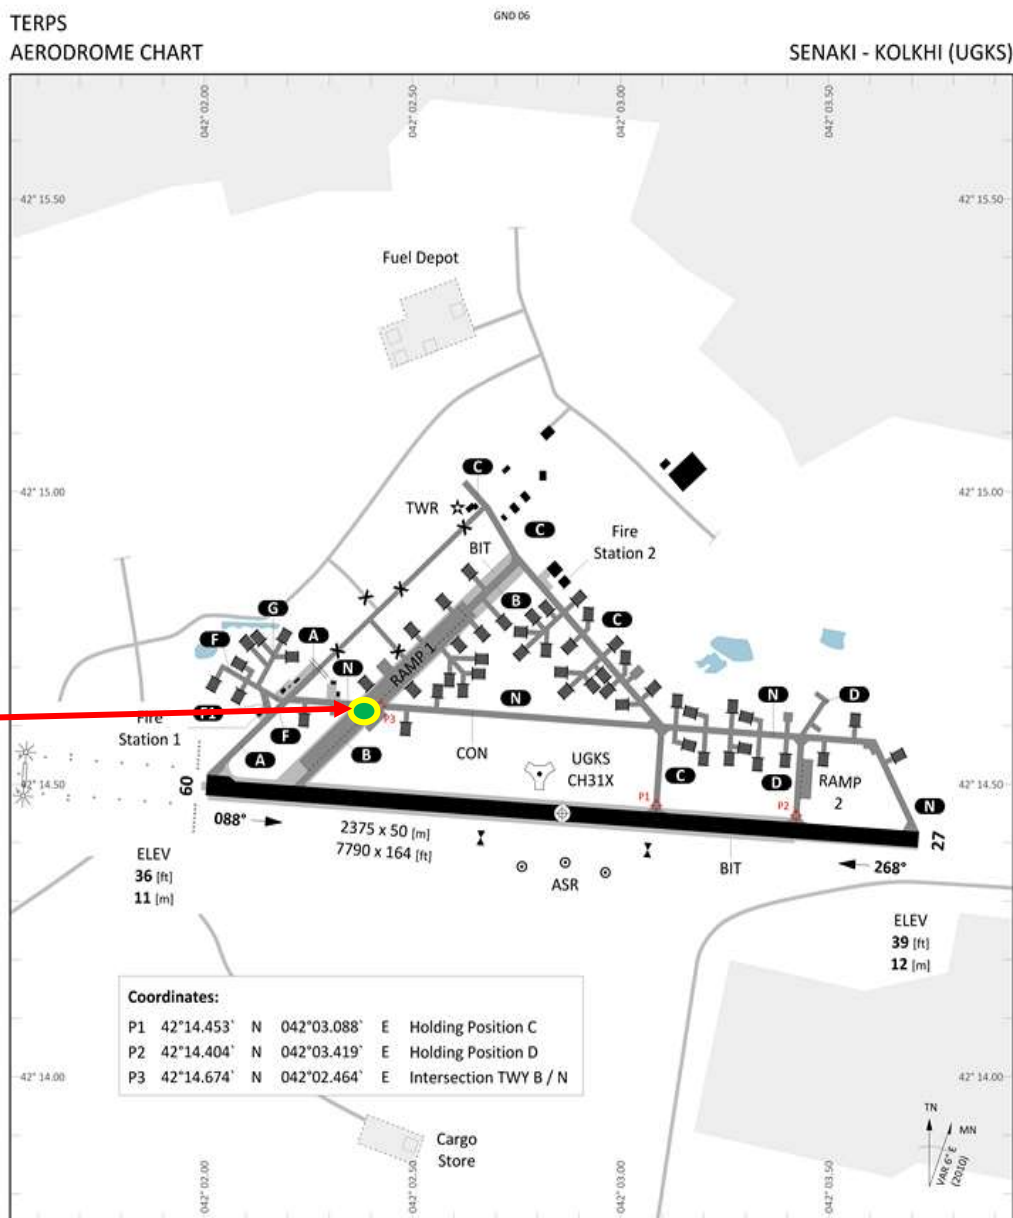 GND 06
TERPS
AERODROME CHART
SENAKI - KOLKHI (UGKS)
042° 02.00
042° 02.50
042° 03.00
042° 03.50
42° 15.50
42° 15.50
Fuel Depot
C
42° 15.00
42° 15.00
TWR
C
Fire
Station 2
BIT
B
G
C
F
A
N
RAMP 1
N
N
D
P3
Fire
Station 1
F
B
CON
UGKS
CH31X
A
C
D
RAMP
2
42° 14.50
09
P1
P2
N
088°
2375 x 50 [m]
7790 x 164 [ft]
27
BIT
268°
ELEV
36 [ft]
11 [m]
ASR
ELEV
39 [ft]
12 [m]
Coordinates:
P1 42°14.453` N 042°03.088` E Holding Position C
P2 42°14.404` N 042°03.419` E Holding Position D
P3 42°14.674` N 042°02.464` E Intersection TWY B / N
42° 14.00
42° 14.00
Cargo
Store
TN
MN
VAR 6° E
(2010)
042° 02.00
042° 02.50
042° 03.00
042° 03.50